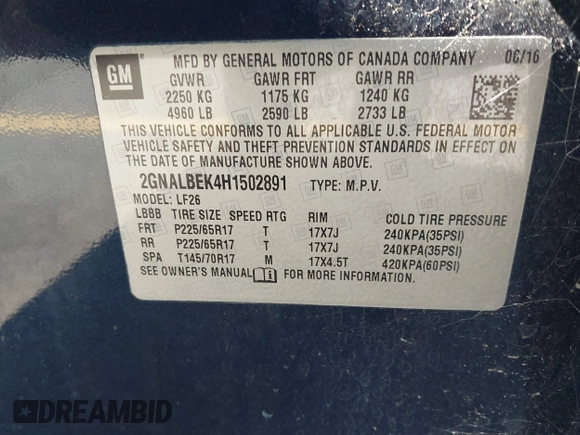 GM
MFD BY GENERAL MOTORS OF CANADA COMPANY 06/16
GVWR GAWR FRT GAWR RR
2250 KG 1175 KG 1240 KG
4960 LB 2590 LB 2733 LB
THIS VEHICLE CONFORMS TO ALL APPLICABLE U.S. FEDERAL MOTOR
VEHICLE SAFETY AND THEFT PREVENTION STANDARDS IN EFFECT ON
THE DATE OF MANUFACTURE SHOWN ABOVE.
2GNALBEK4H1502891 TYPE: M.P.V.
MODEL: LF26
LBBB TIRE SIZE SPEED RTG RIM COLD TIRE PRESSURE
FRT P225/65R17 T 17X7J 240KPA(35PSI)
RR P225/65R17 T 17X7J 240KPA(35PSI)
SPA T145/70R17 M 17X4.5T 420KPA(60PSI)
SEE OWNER'S MANUAL FOR MORE INFORMATION.
DREAMBID